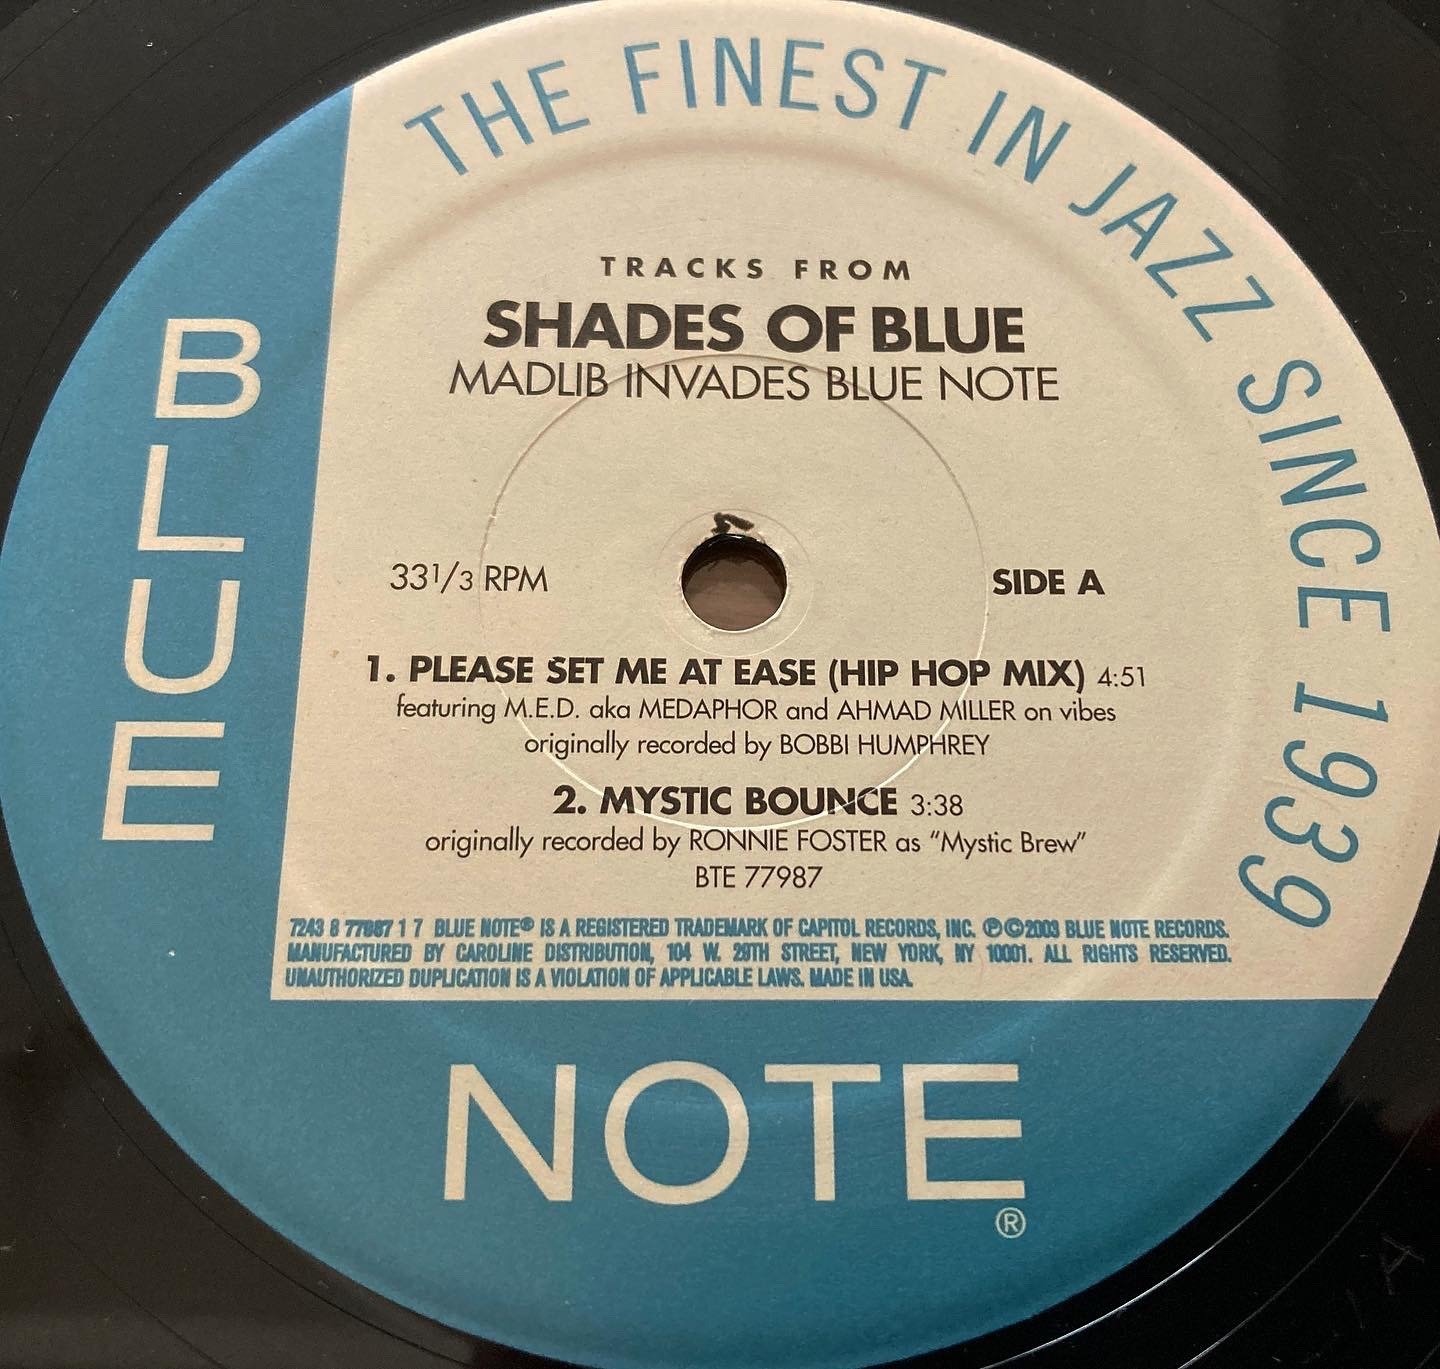 THE FINEST IN JAZZ SINCE 1939
TRACKS FROM
SHADES OF BLUE
MADLIB INVADES BLUE NOTE
33 1/3 RPM
SIDE A
1. PLEASE SET ME AT EASE (HIP HOP MIX) 4:51
featuring M.E.D. aka MEDAPHOR and AHMAD MILLER on vibes
originally recorded by BOBBI HUMPHREY
2. MYSTIC BOUNCE 3:38
originally recorded by RONNIE FOSTER as “Mystic Brew”
BTE 77987
7243 8 77987 1 7 BLUE NOTE® IS A REGISTERED TRADEMARK OF CAPITOL RECORDS, INC. ℗©2003 BLUE NOTE RECORDS.
MANUFACTURED BY CAROLINE DISTRIBUTION, 104 W. 29TH STREET, NEW YORK, NY 10001. ALL RIGHTS RESERVED.
UNAUTHORIZED DUPLICATION IS A VIOLATION OF APPLICABLE LAWS. MADE IN USA.
BLUE
NOTE®